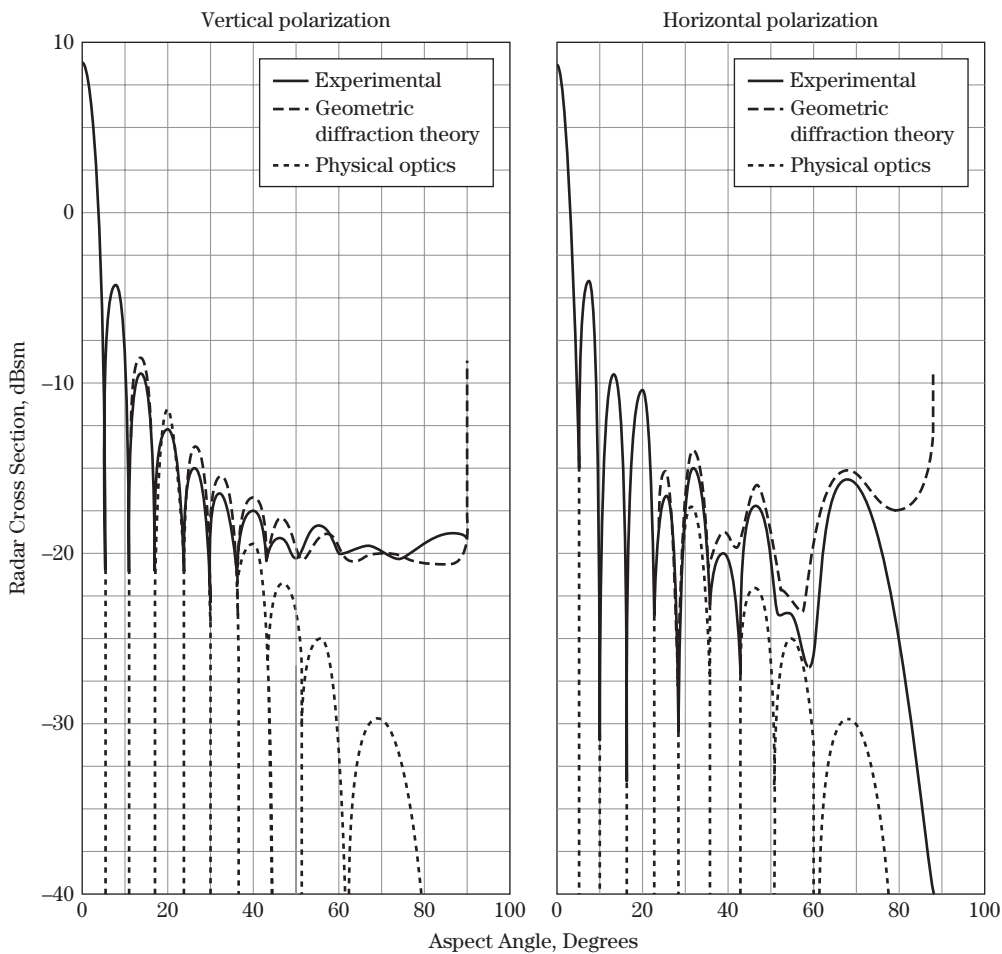 Vertical polarization
Horizontal polarization
Experimental
Geometric
diffraction theory
Physical optics
Experimental
Geometric
diffraction theory
Physical optics
Radar Cross Section, dBsm
10
0
–10
–20
–30
–40
0 20 40 60 80 100
0 20 40 60 80 100
Aspect Angle, Degrees